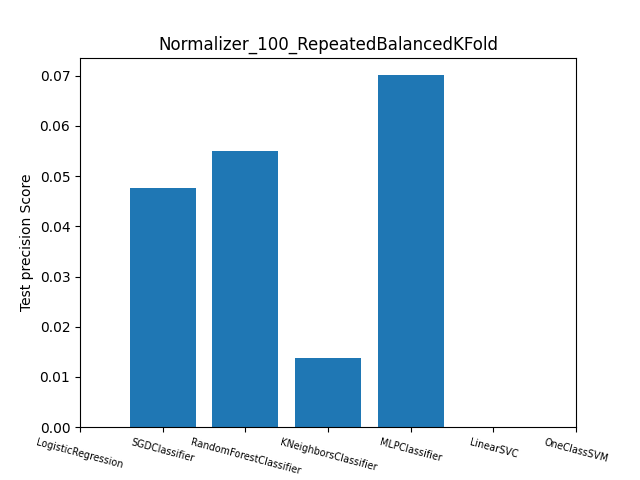 Normalizer_100_RepeatedBalancedKFold
Test precision Score
0.07
0.06
0.05
0.04
0.03
0.02
0.01
0.00
LogisticRegression
SGDClassifier
RandomForestClassifier
KNeighborsClassifier
MLPClassifier
LinearSVC
OneClassSVM